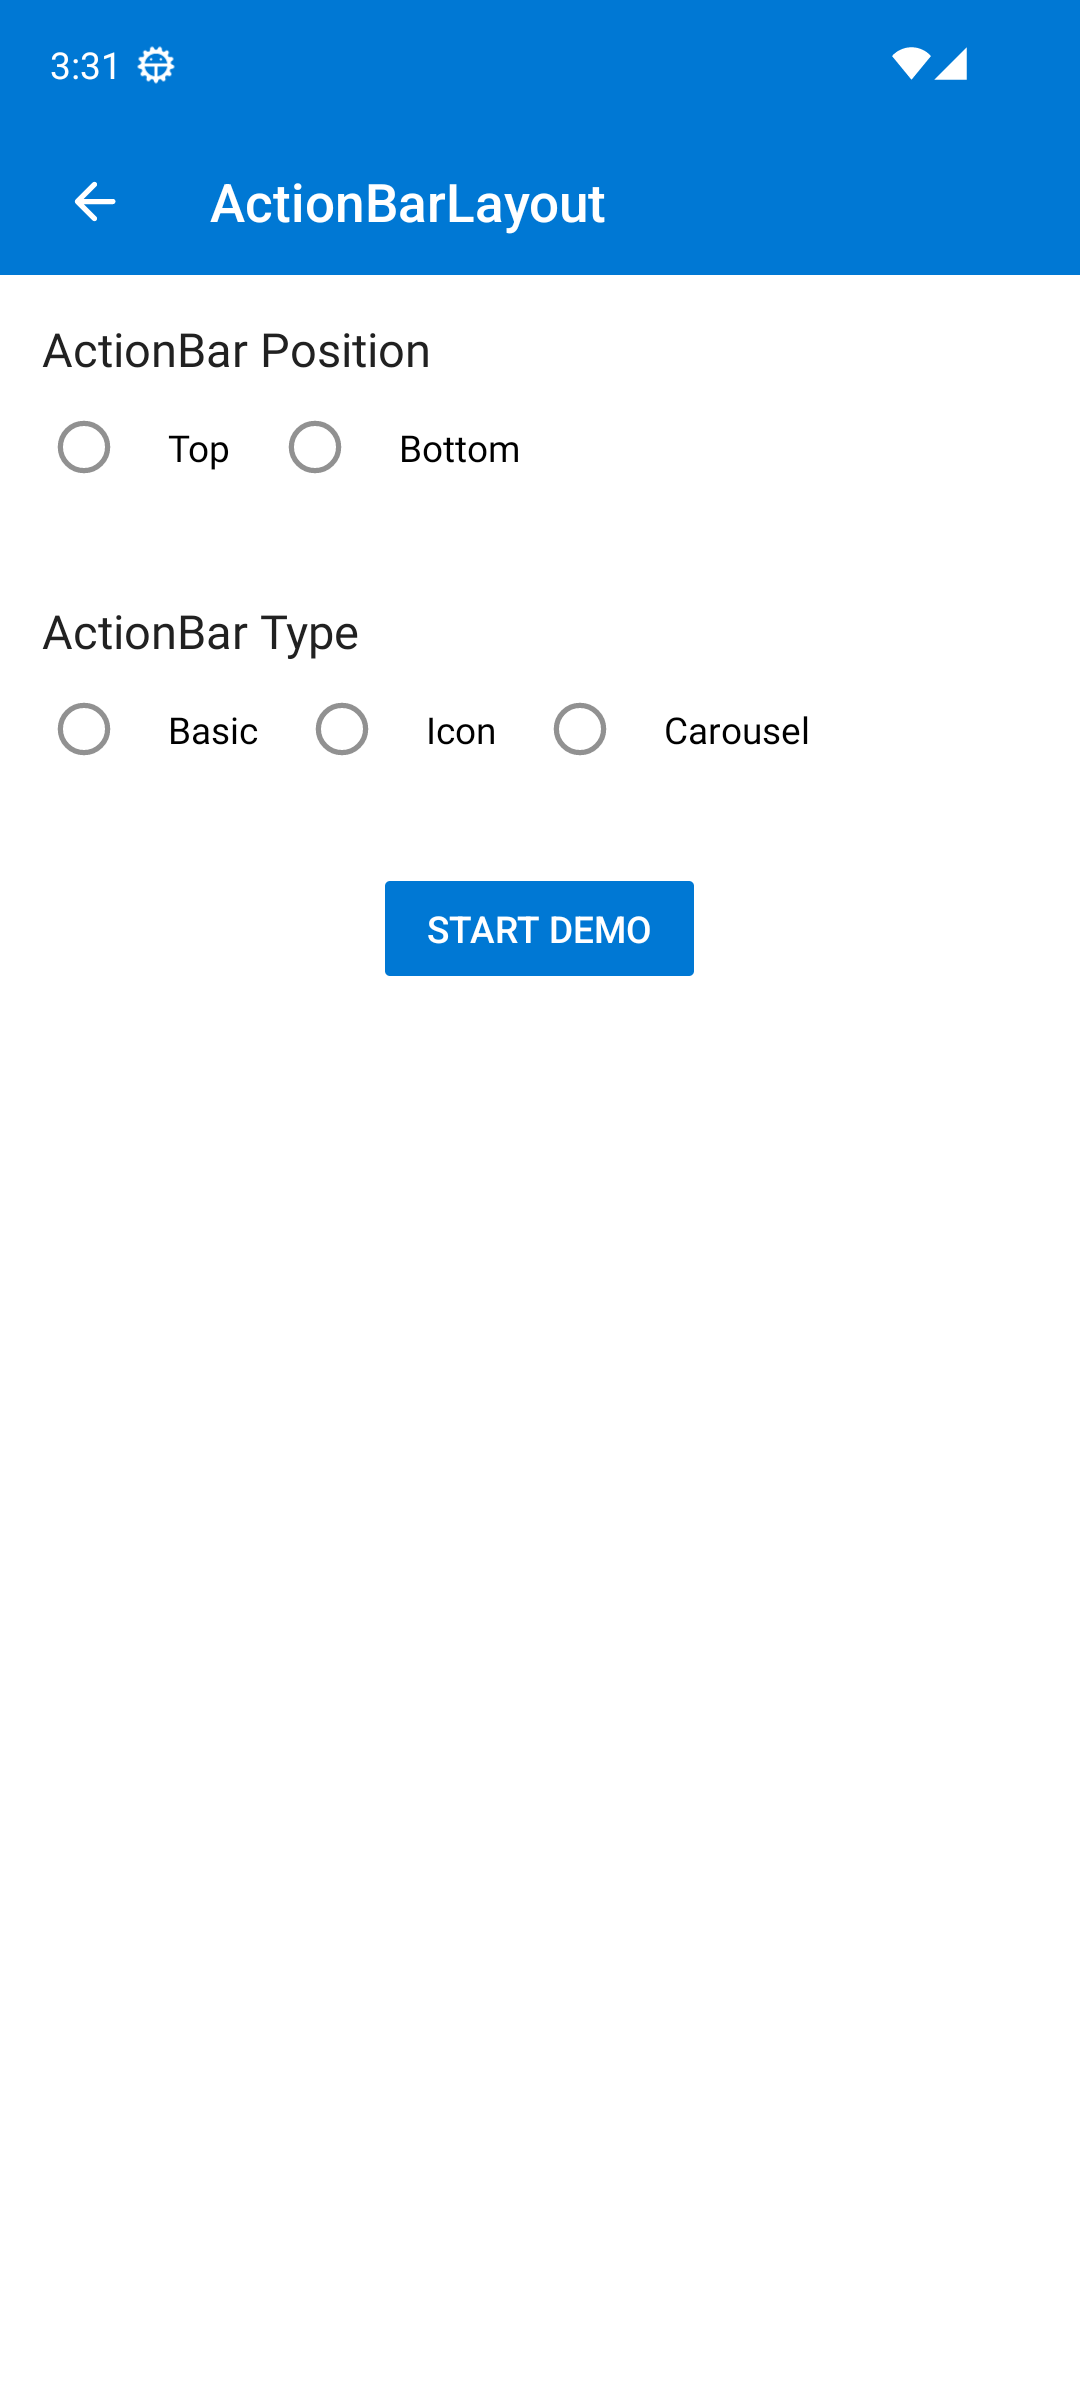 3:31
ActionBarLayout
ActionBar Position
Top Bottom
ActionBar Type
Basic Icon Carousel
START DEMO